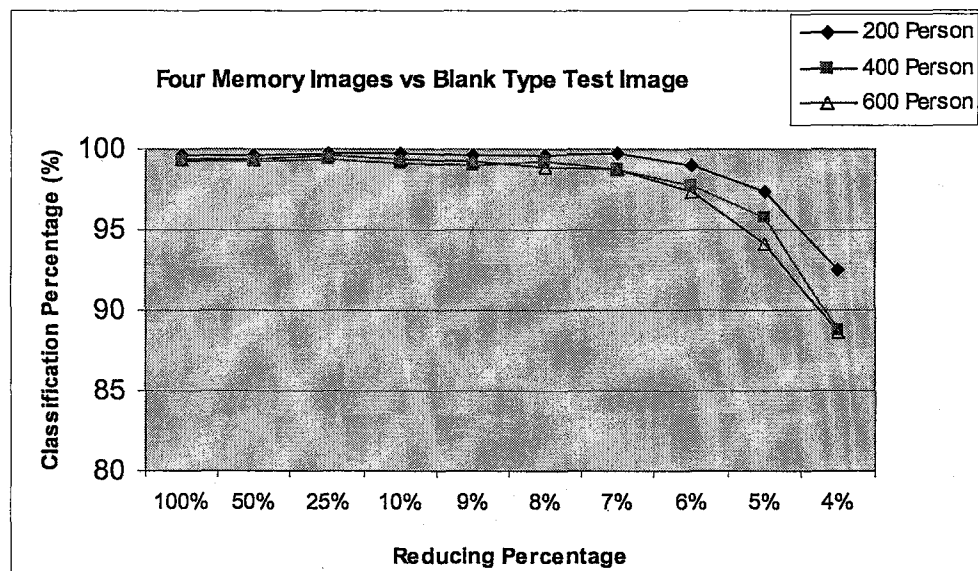 200 Person
400 Person
600 Person
Four Memory Images vs Blank Type Test Image
Classification Percentage (%)
100
95
90
85
80
100% 50% 25% 10% 9% 8% 7% 6% 5% 4%
Reducing Percentage